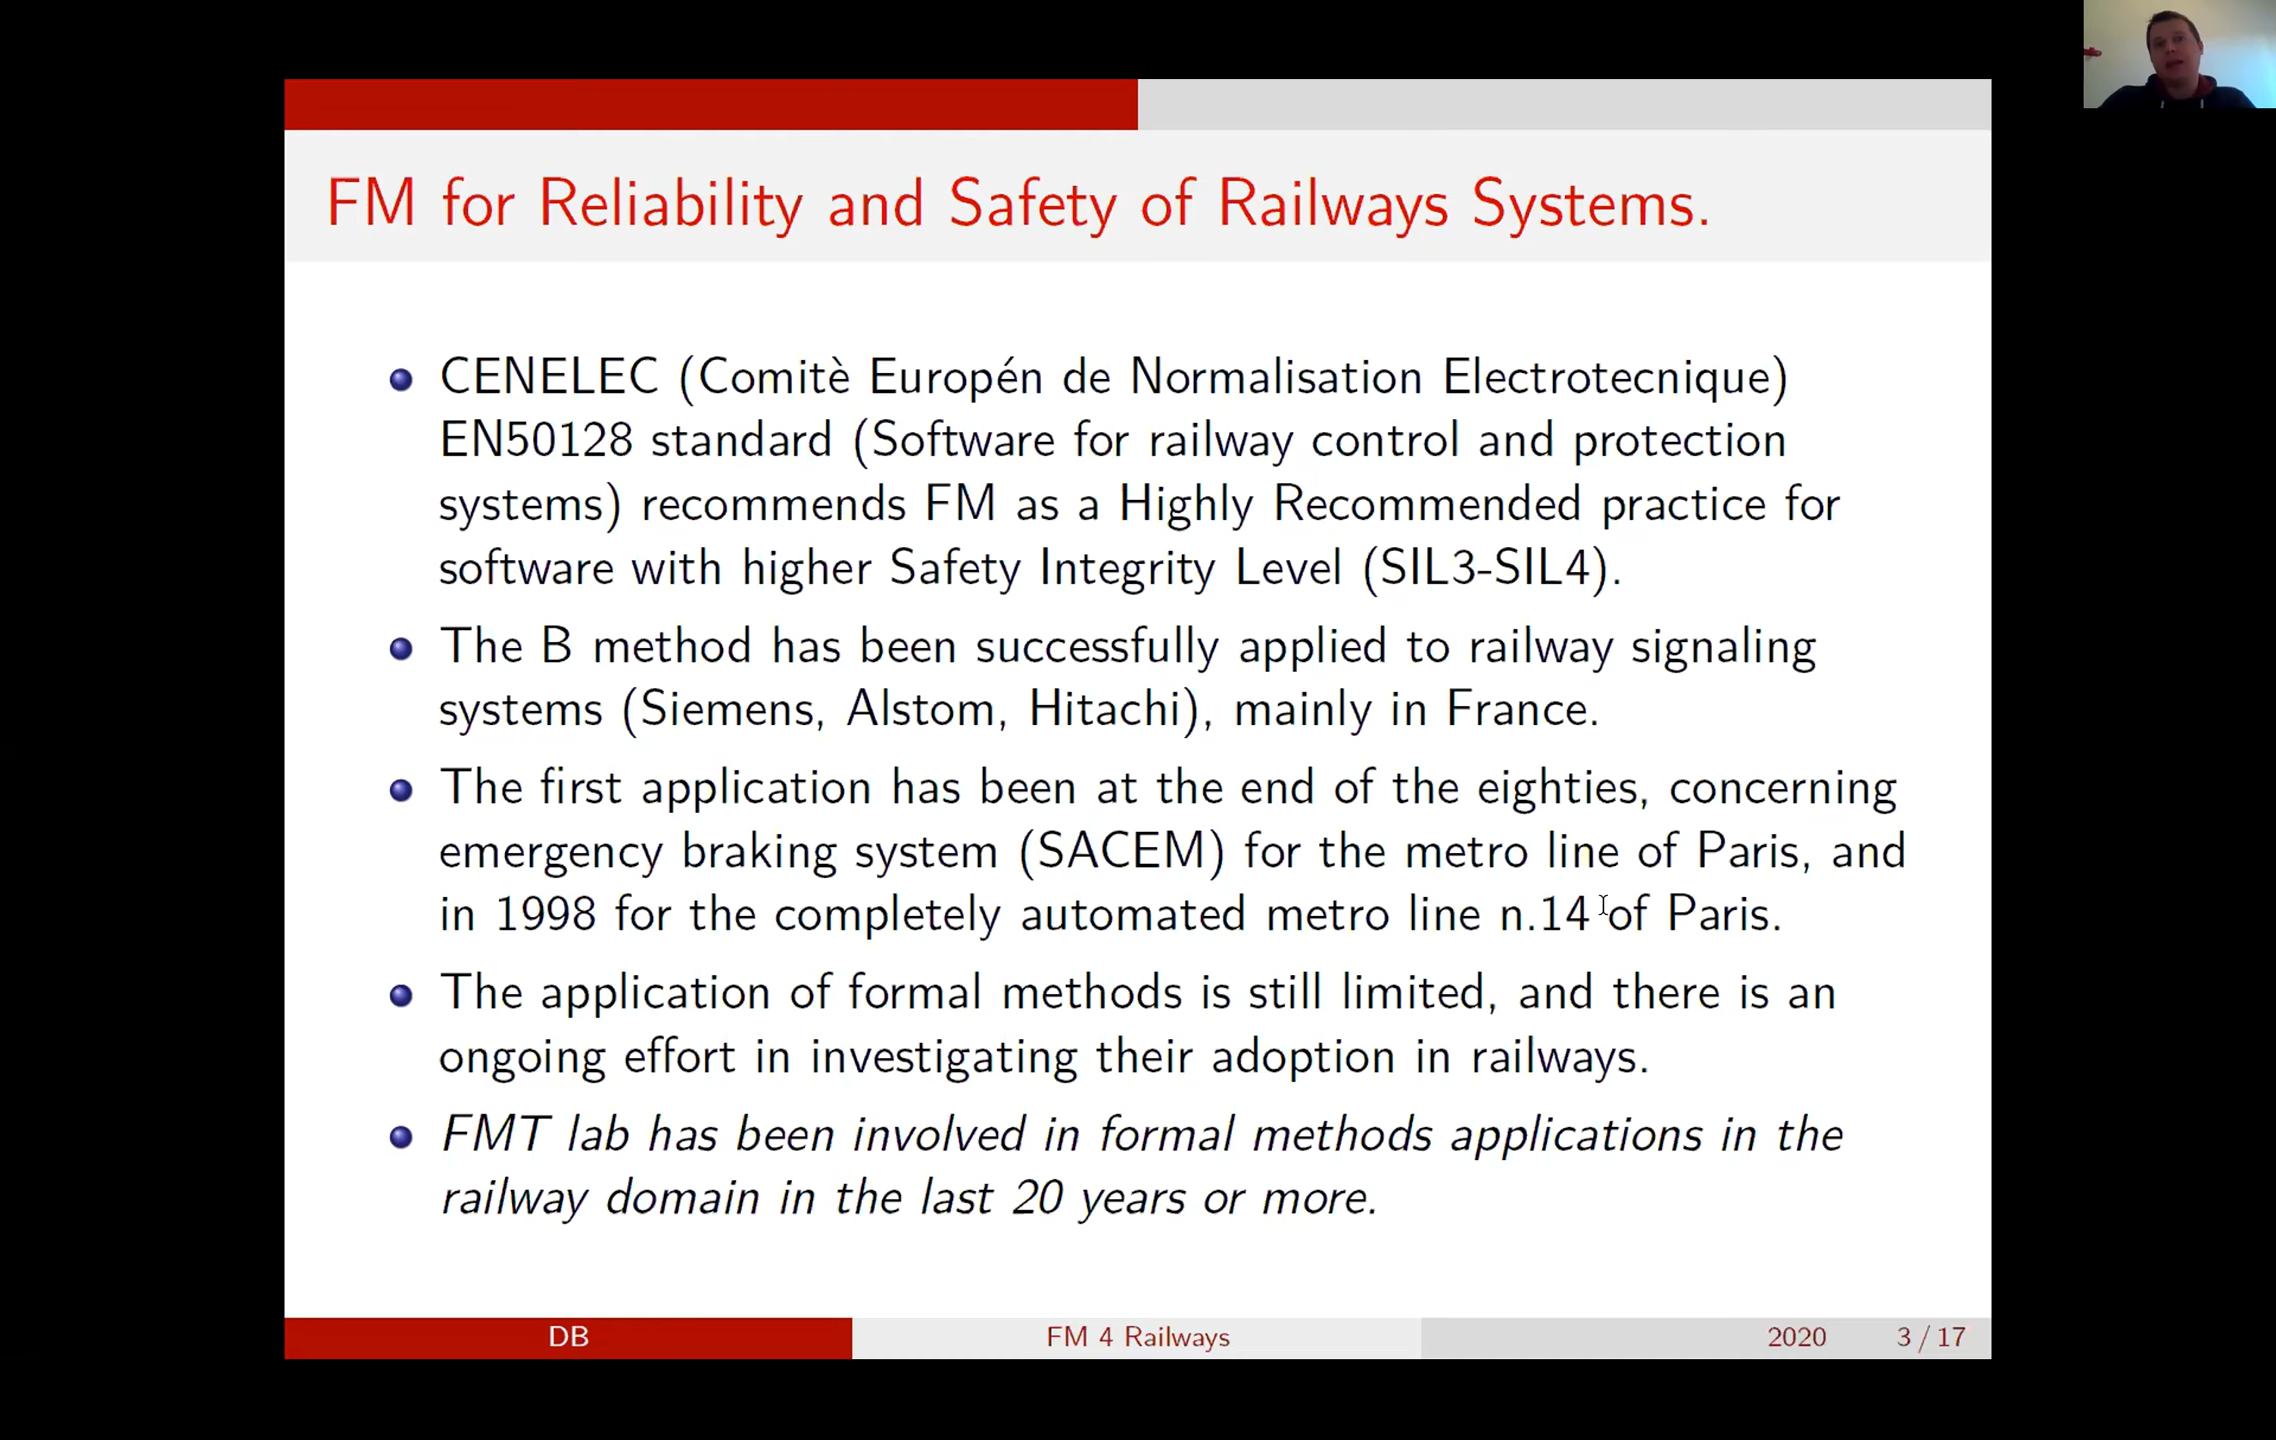 FM for Reliability and Safety of Railways Systems.
CENELEC (Comitè Europén de Normalisation Electrotecnique)
EN50128 standard (Software for railway control and protection
systems) recommends FM as a Highly Recommended practice for
software with higher Safety Integrity Level (SIL3-SIL4).
The B method has been successfully applied to railway signaling
systems (Siemens, Alstom, Hitachi), mainly in France.
The first application has been at the end of the eighties, concerning
emergency braking system (SACEM) for the metro line of Paris, and
in 1998 for the completely automated metro line n.14 of Paris.
The application of formal methods is still limited, and there is an
ongoing effort in investigating their adoption in railways.
FMT lab has been involved in formal methods applications in the
railway domain in the last 20 years or more.
DB FM 4 Railways 2020 3 / 17